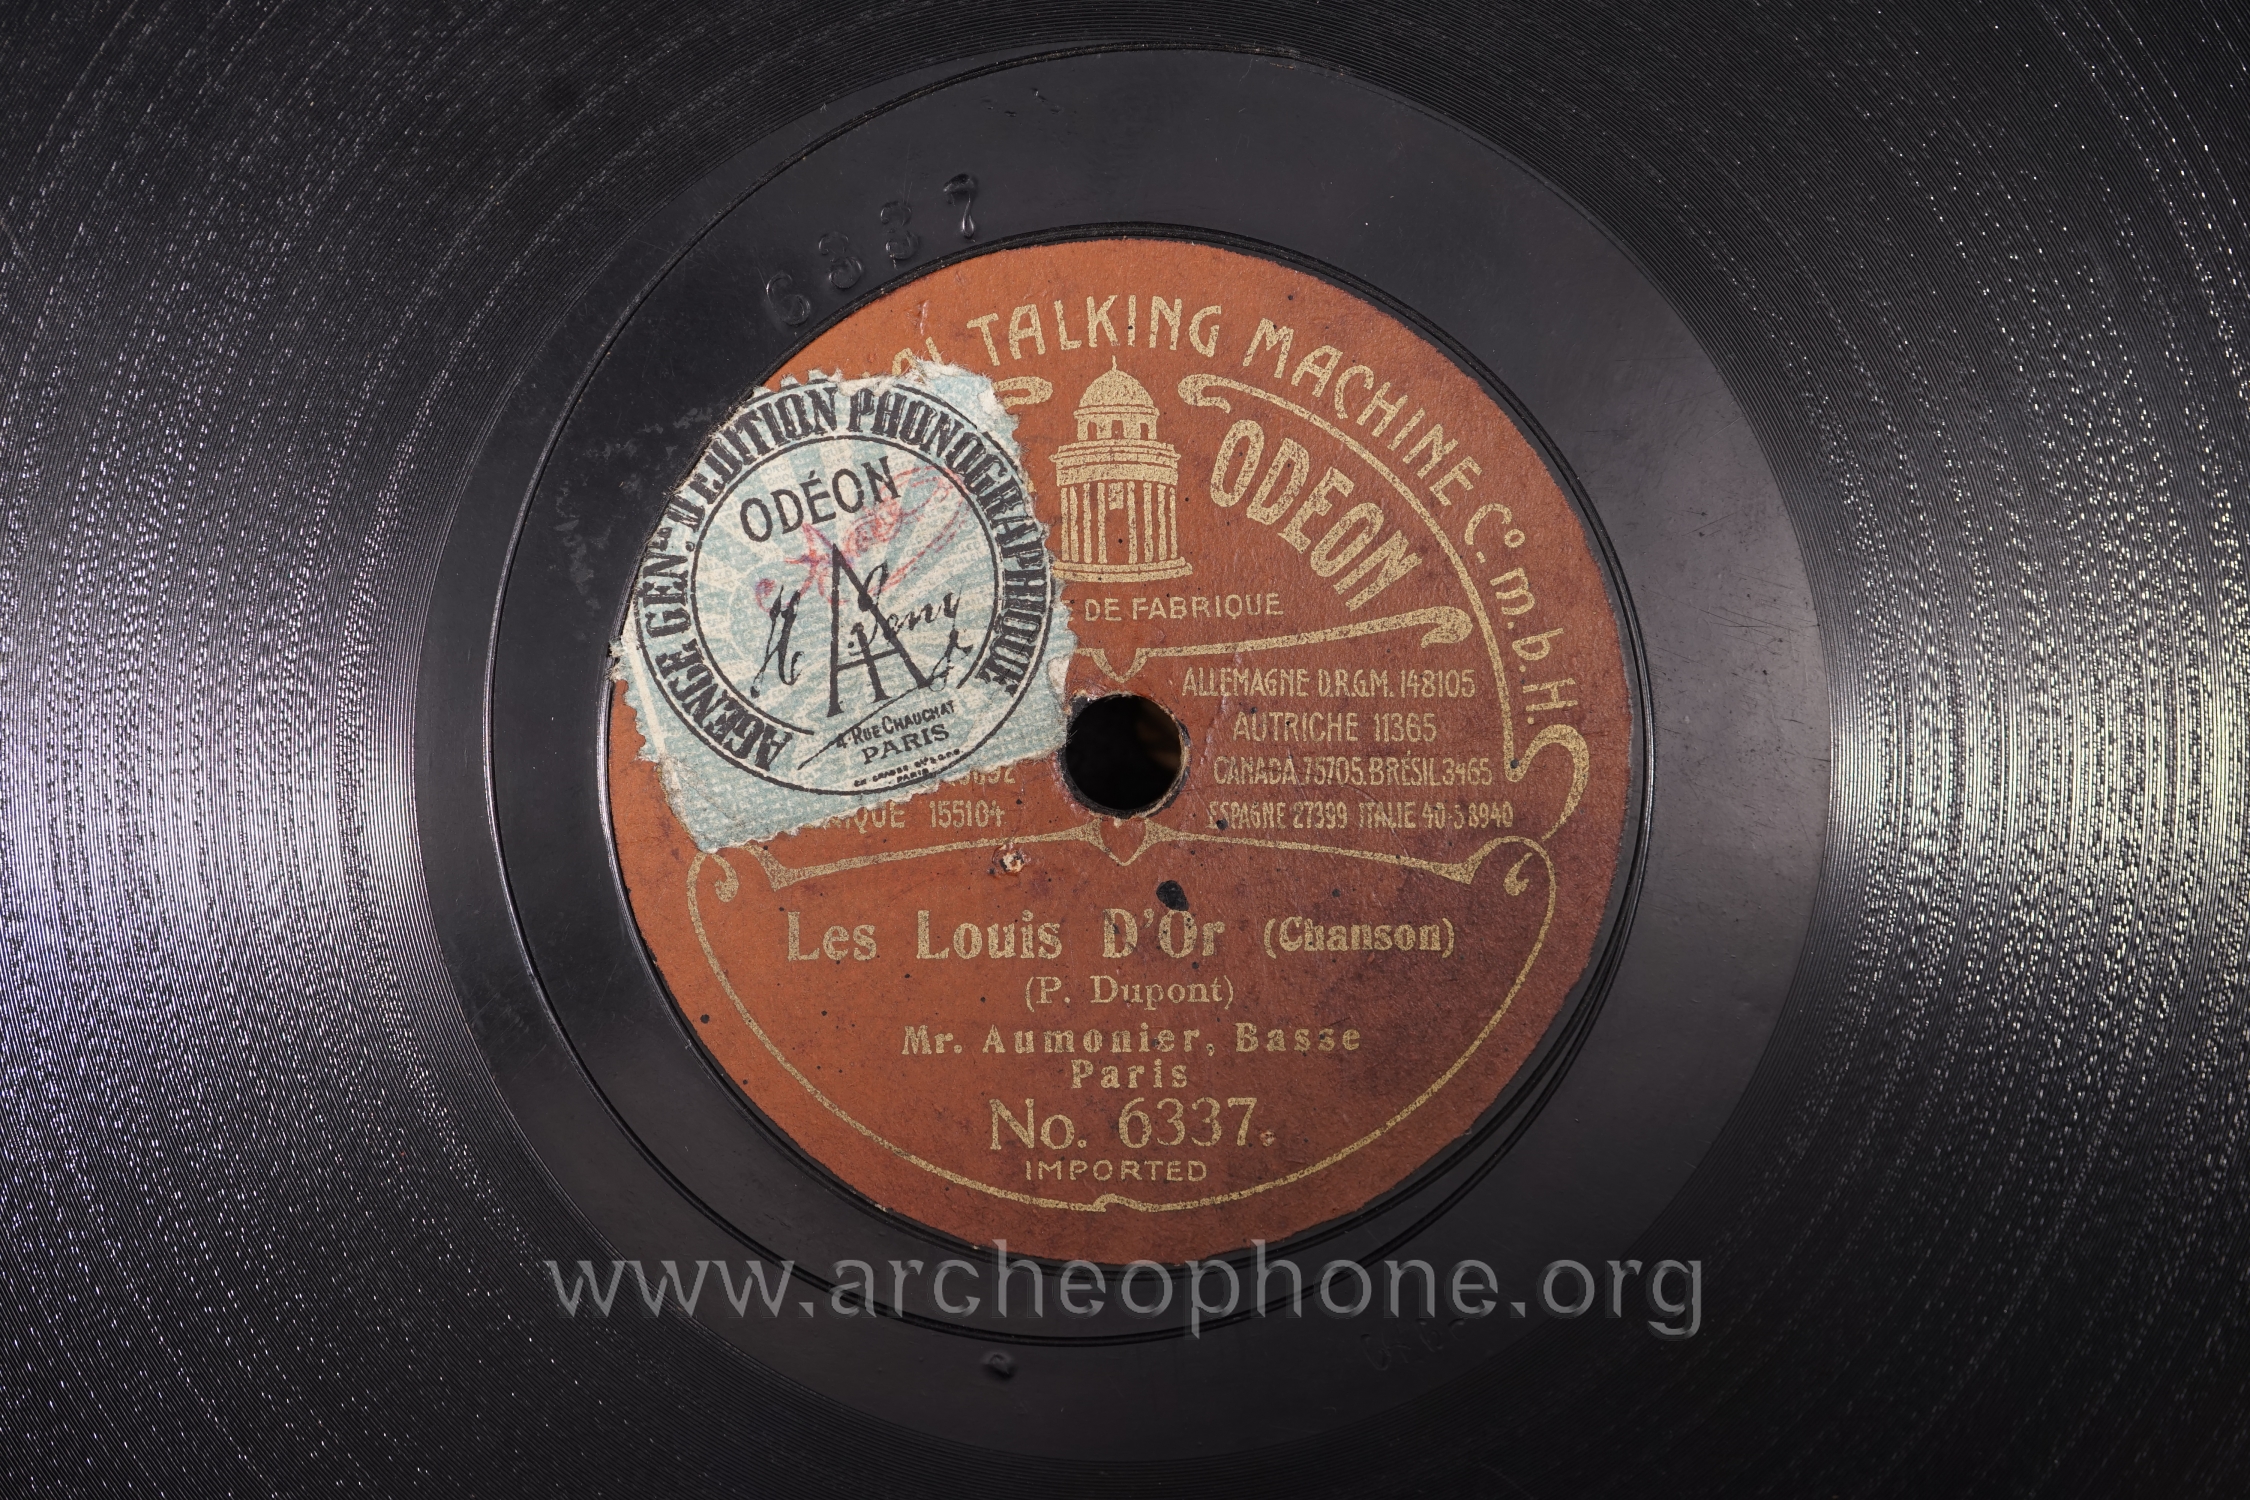 6337
TALKING MACHINE Co. m. b. H.
ODEON
DE FABRIQUE
ALLEMAGNE D.R.G.M. 148105
AUTRICHE 11365
CANADA 75705. BRÉSIL 3465
155104
ESPAGNE 27399 ITALIE 40-58940
AGENCE GENle D'EDITION PHONOGRAPHIQUE
ODÉON
4. RUE CHAUCHAT
PARIS
Les Louis D'Or (Chanson)
(P. Dupont)
Mr. Aumonier, Basse
Paris
No. 6337.
IMPORTED
www.archeophone.org